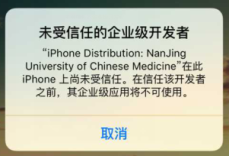 未受信任的企业级开发者
“iPhone Distribution: NanJing
University of Chinese Medicine”在此
iPhone 上尚未受信任。在信任该开发者
之前，其企业级应用将不可使用。
取消